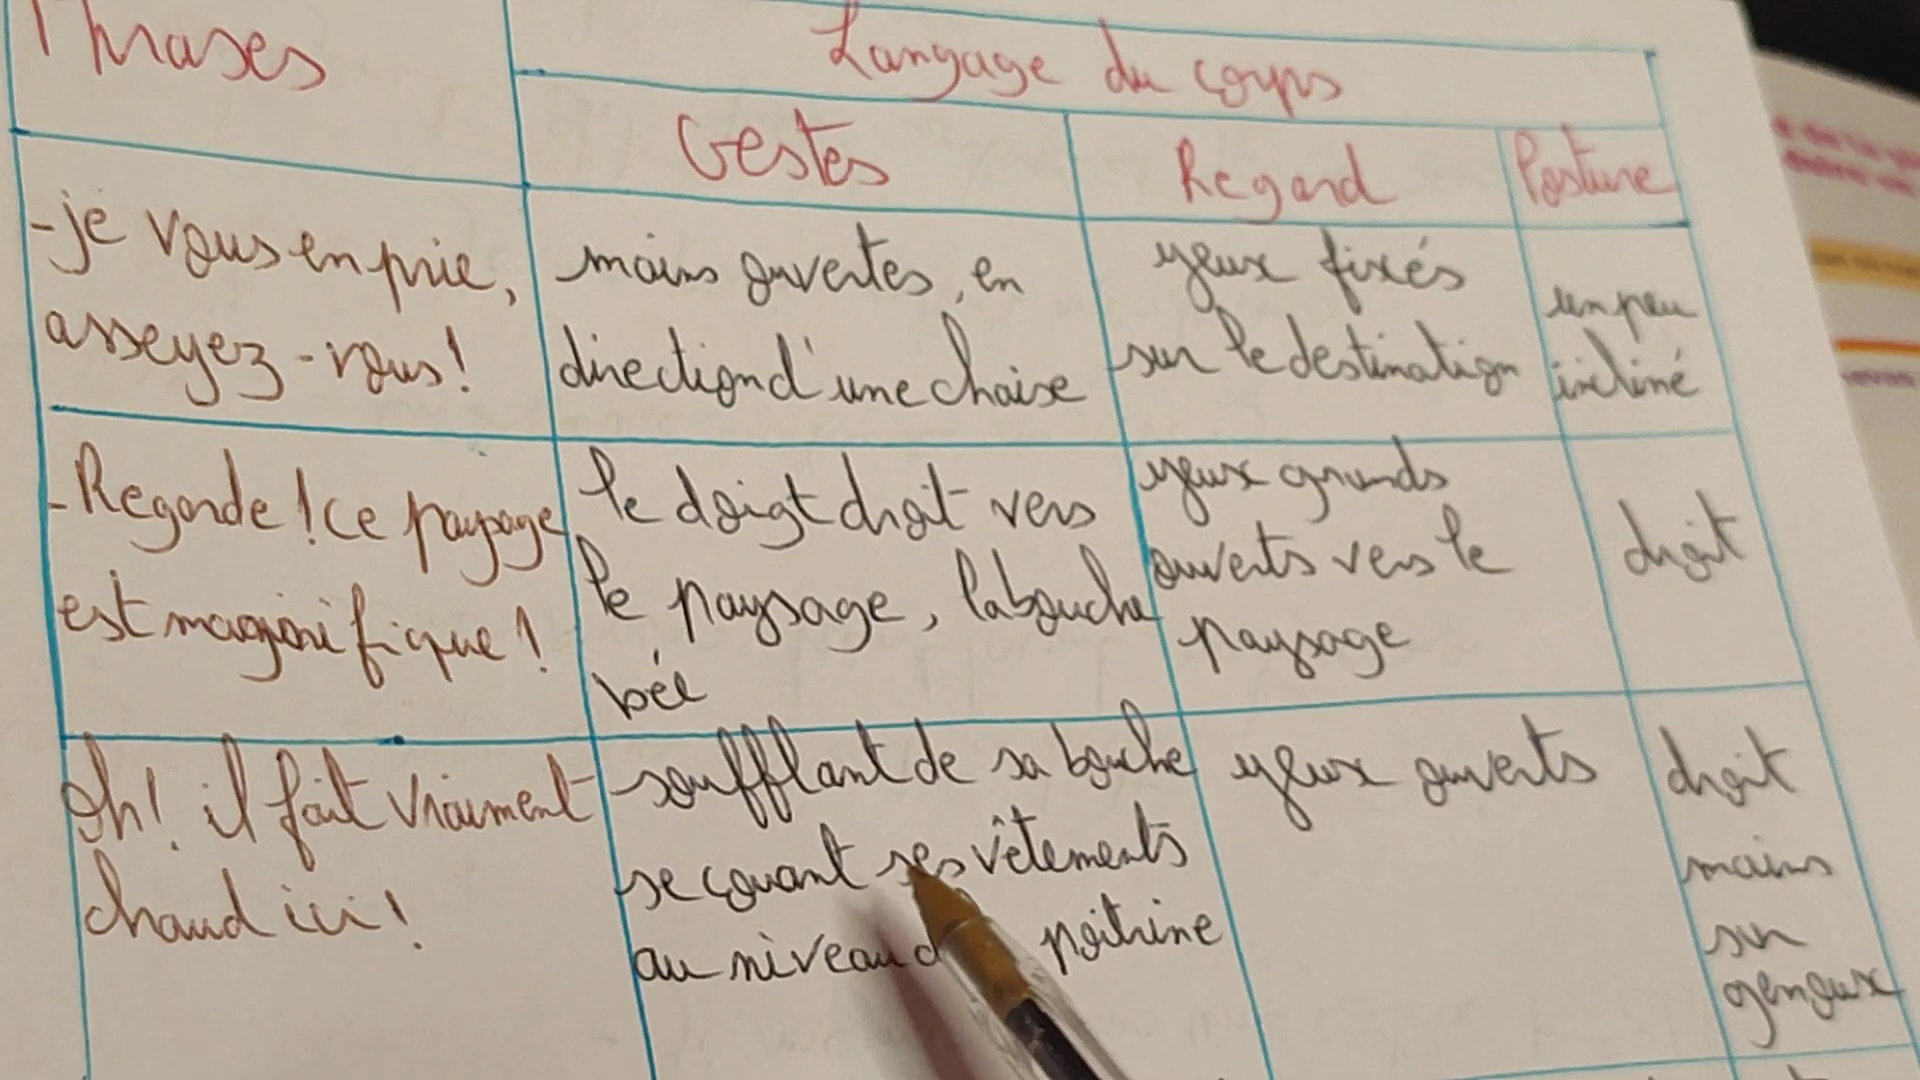 Phrases
Langage du corps
Gestes
Regard
Posture
-je vous en prie,
asseyez-vous!
mains ouvertes, en
direction d'une chaise
yeux fixés
sur le destination
un peu
incliné
-Regarde! Ce paysage
est magnifique!
le doigt droit vers
le paysage, la bouche
bée
yeux grands
ouverts vers le
paysage
droit
Oh! il fait vraiment
chaud ici!
soufflant de sa bouche
secouant ses vêtements
au niveau poitrine
yeux ouverts
droit
mains
sur
genoux